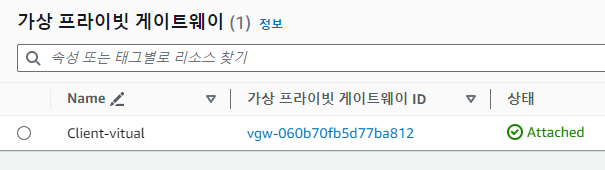 가상 프라이빗 게이트웨이 (1) 정보
속성 또는 태그별로 리소스 찾기
Name 가상 프라이빗 게이트웨이 ID 상태
Client-vitual vgw-060b70fb5d77ba812 Attached